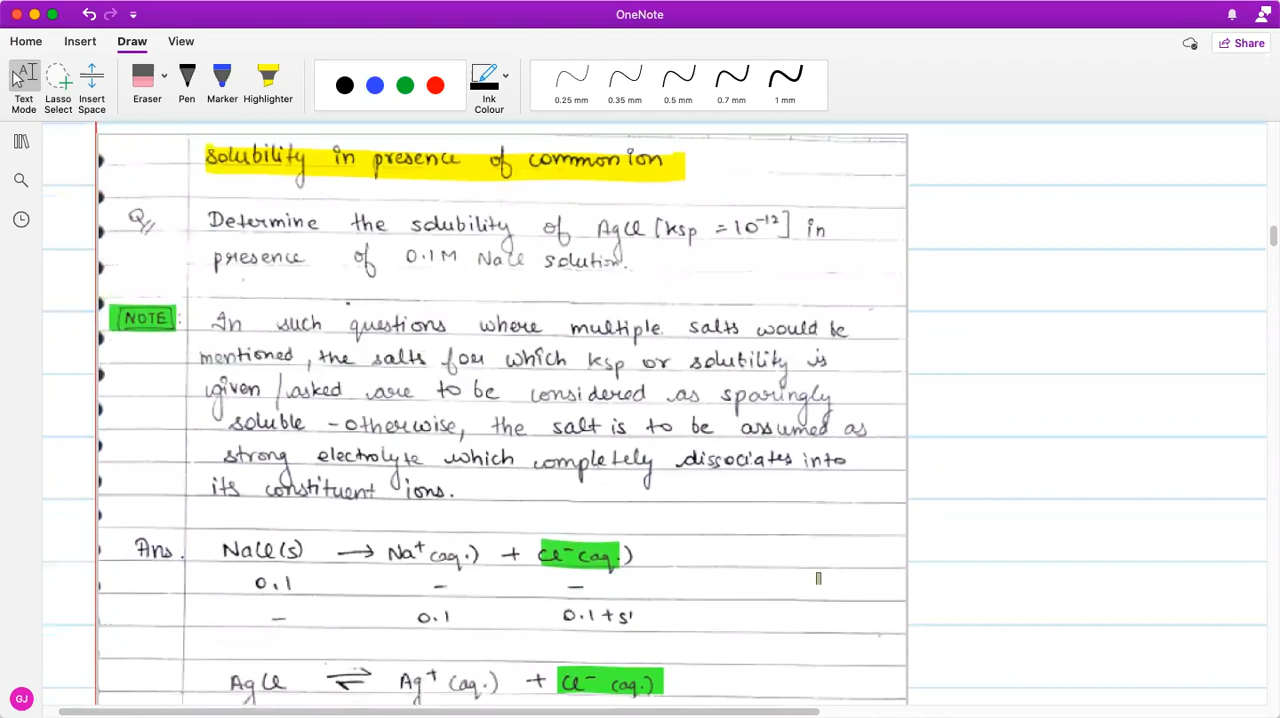 OneNote
Home Insert Draw View
Share
Text Mode
Lasso Select
Insert Space
Eraser
Pen
Marker
Highlighter
Ink Colour
0.25 mm 0.35 mm 0.5 mm 0.7 mm 1 mm
solubility in presence of common ion
Q// Determine the solubility of AgCl [ksp = 10⁻¹²] in
presence of 0.1M NaCl solution.
NOTE : In such questions where multiple salts would be
mentioned, the salts for which ksp or solubility is
given / asked are to be considered as sparingly
soluble - otherwise, the salt is to be assumed as
strong electrolyte which completely dissociates into
its constituent ions.
Ans. NaCl(s) → Na⁺ (aq.) + Cl⁻ (aq.)
0.1 – –
– 0.1 0.1 + s'
AgCl ⇌ Ag⁺ (aq.) + Cl⁻ (aq.)
GJ